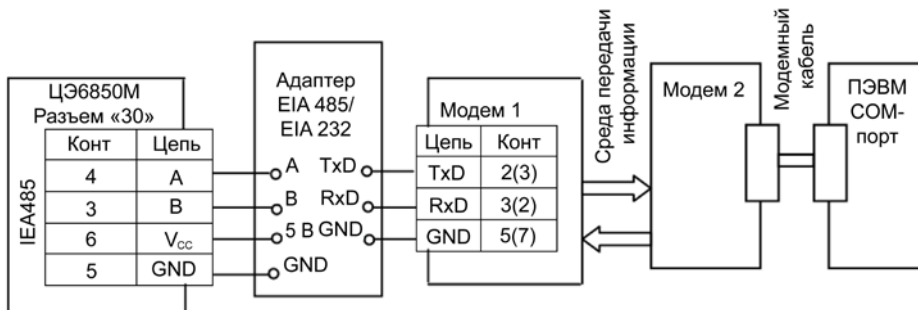 ЦЭ6850М
Разъем «30»
IEA485
Конт Цепь
4 A
3 B
6 Vcc
5 GND
Адаптер
EIA 485/
EIA 232
A TxD
B RxD
5 В GND
GND
Модем 1
Цепь Конт
TxD 2(3)
RxD 3(2)
GND 5(7)
Среда передачи
информации
Модем 2
Модемный
кабель
ПЭВМ
COM-
порт